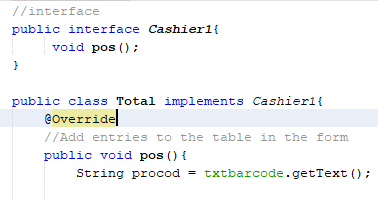 //interface
public interface Cashier1{
void pos();
}
public class Total implements Cashier1{
@Override
//Add entries to the table in the form
public void pos(){
String procod = txtbarcode.getText();